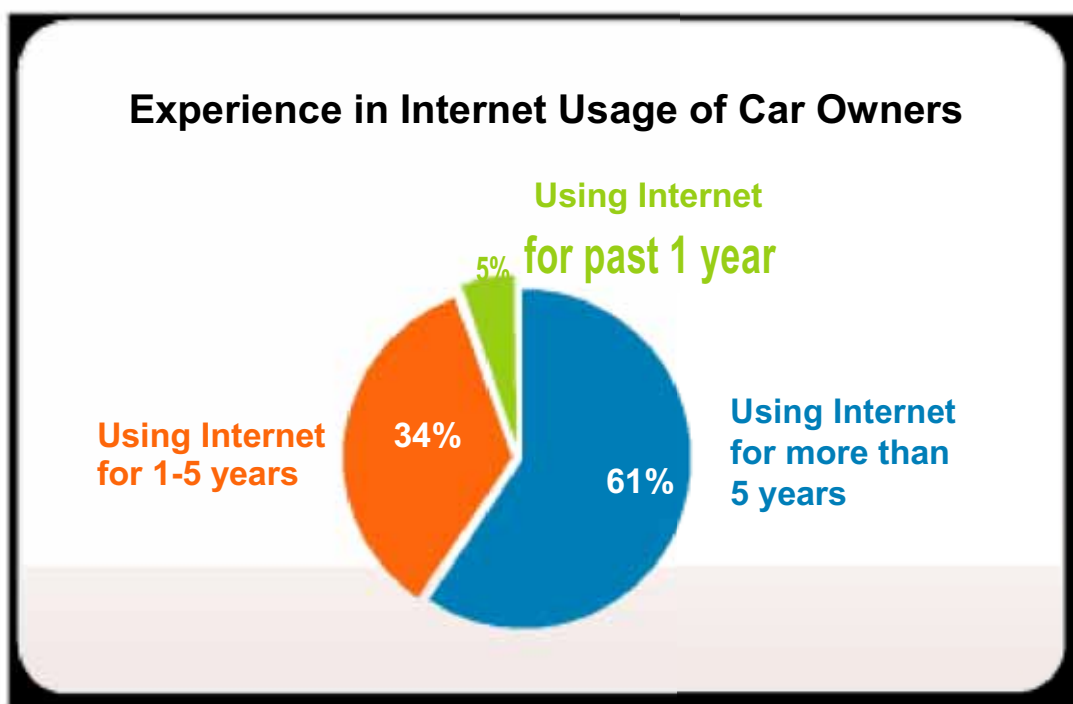 Experience in Internet Usage of Car Owners
Using Internet
5% for past 1 year
Using Internet
for 1-5 years
34%
61%
Using Internet
for more than
5 years